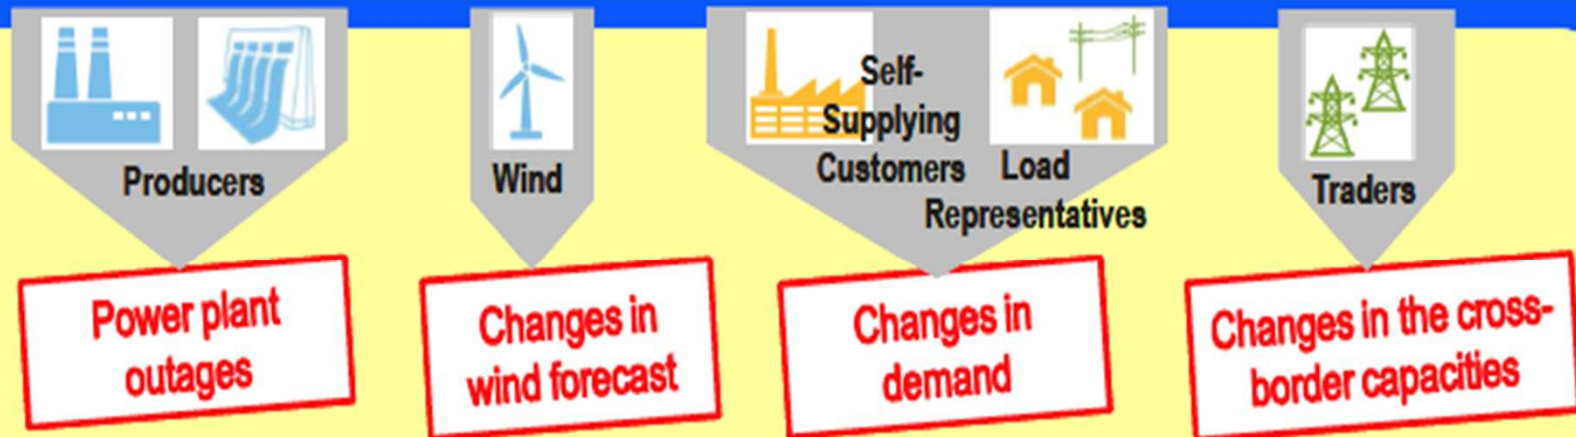 Producers
Power plant
outages
Wind
Changes in
wind forecast
Self-
Supplying
Customers
Load
Representatives
Changes in
demand
Traders
Changes in the cross-
border capacities